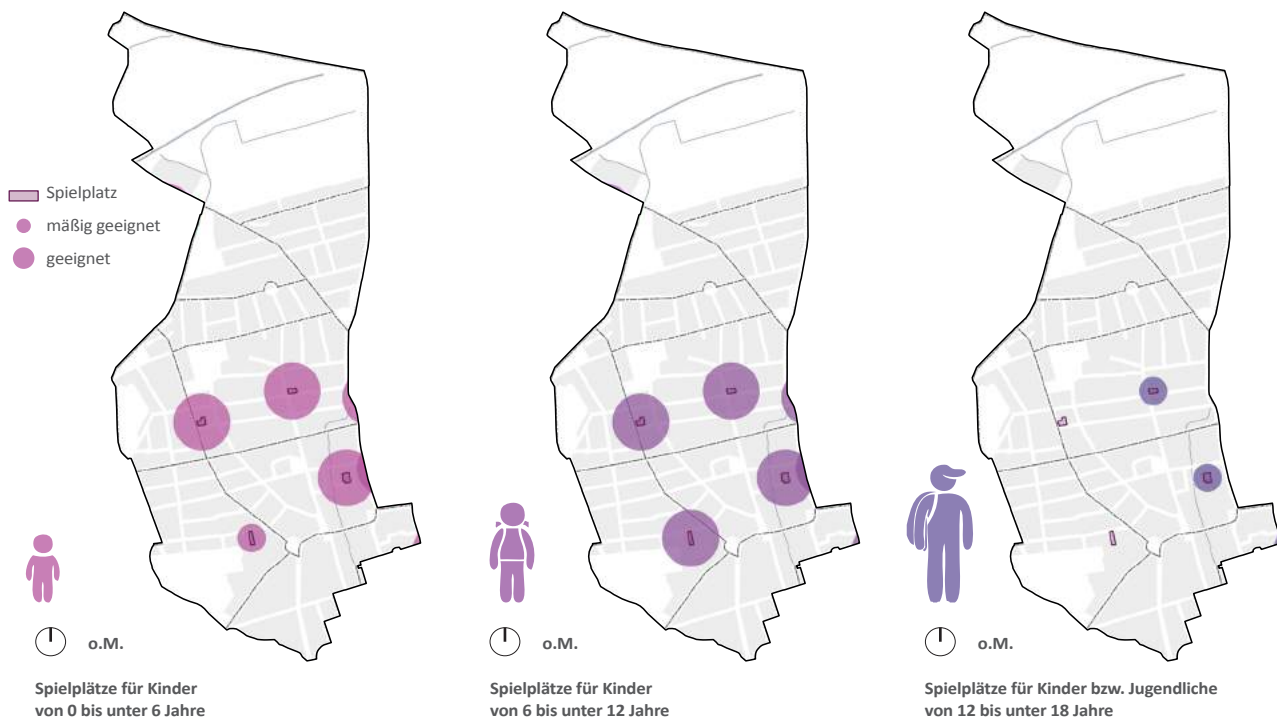 Spielplatz
mäßig geeignet
geeignet
o.M.
o.M.
o.M.
Spielplätze für Kinder
von 0 bis unter 6 Jahre
Spielplätze für Kinder
von 6 bis unter 12 Jahre
Spielplätze für Kinder bzw. Jugendliche
von 12 bis unter 18 Jahre